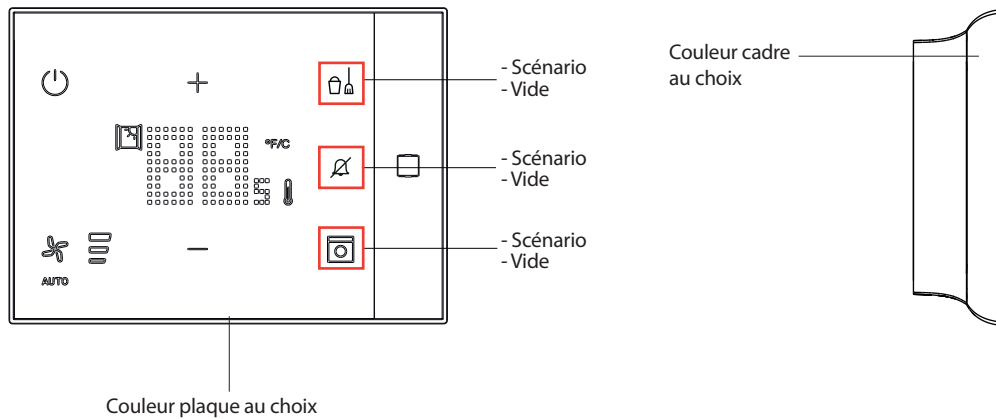 - Scénario
- Vide
°F/C
- Scénario
- Vide
- Scénario
- Vide
AUTO
Couleur plaque au choix
Couleur cadre
au choix